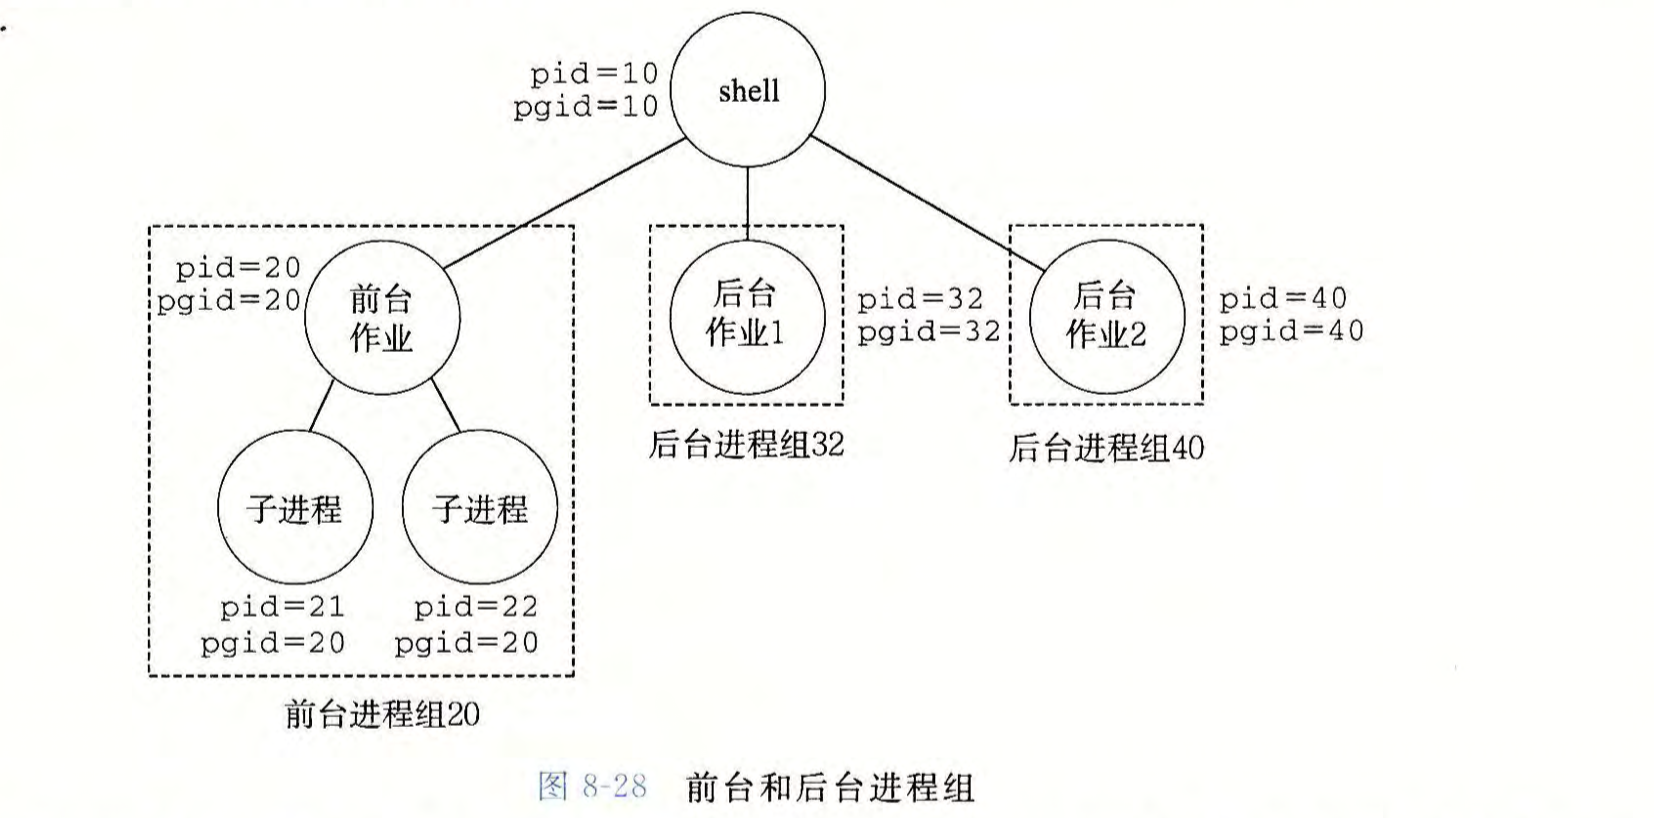 pid=10
pgid=10
shell
pid=20
pgid=20
前台
作业
后台
作业1
pid=32
pgid=32
后台
作业2
pid=40
pgid=40
后台进程组32
后台进程组40
子进程
子进程
pid=21
pgid=20
pid=22
pgid=20
前台进程组20
图 8-28 前台和后台进程组